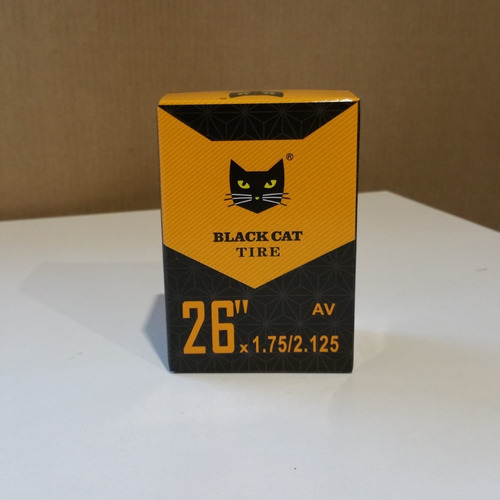 ®
BLACK CAT
TIRE
AV
26" x 1.75/2.125